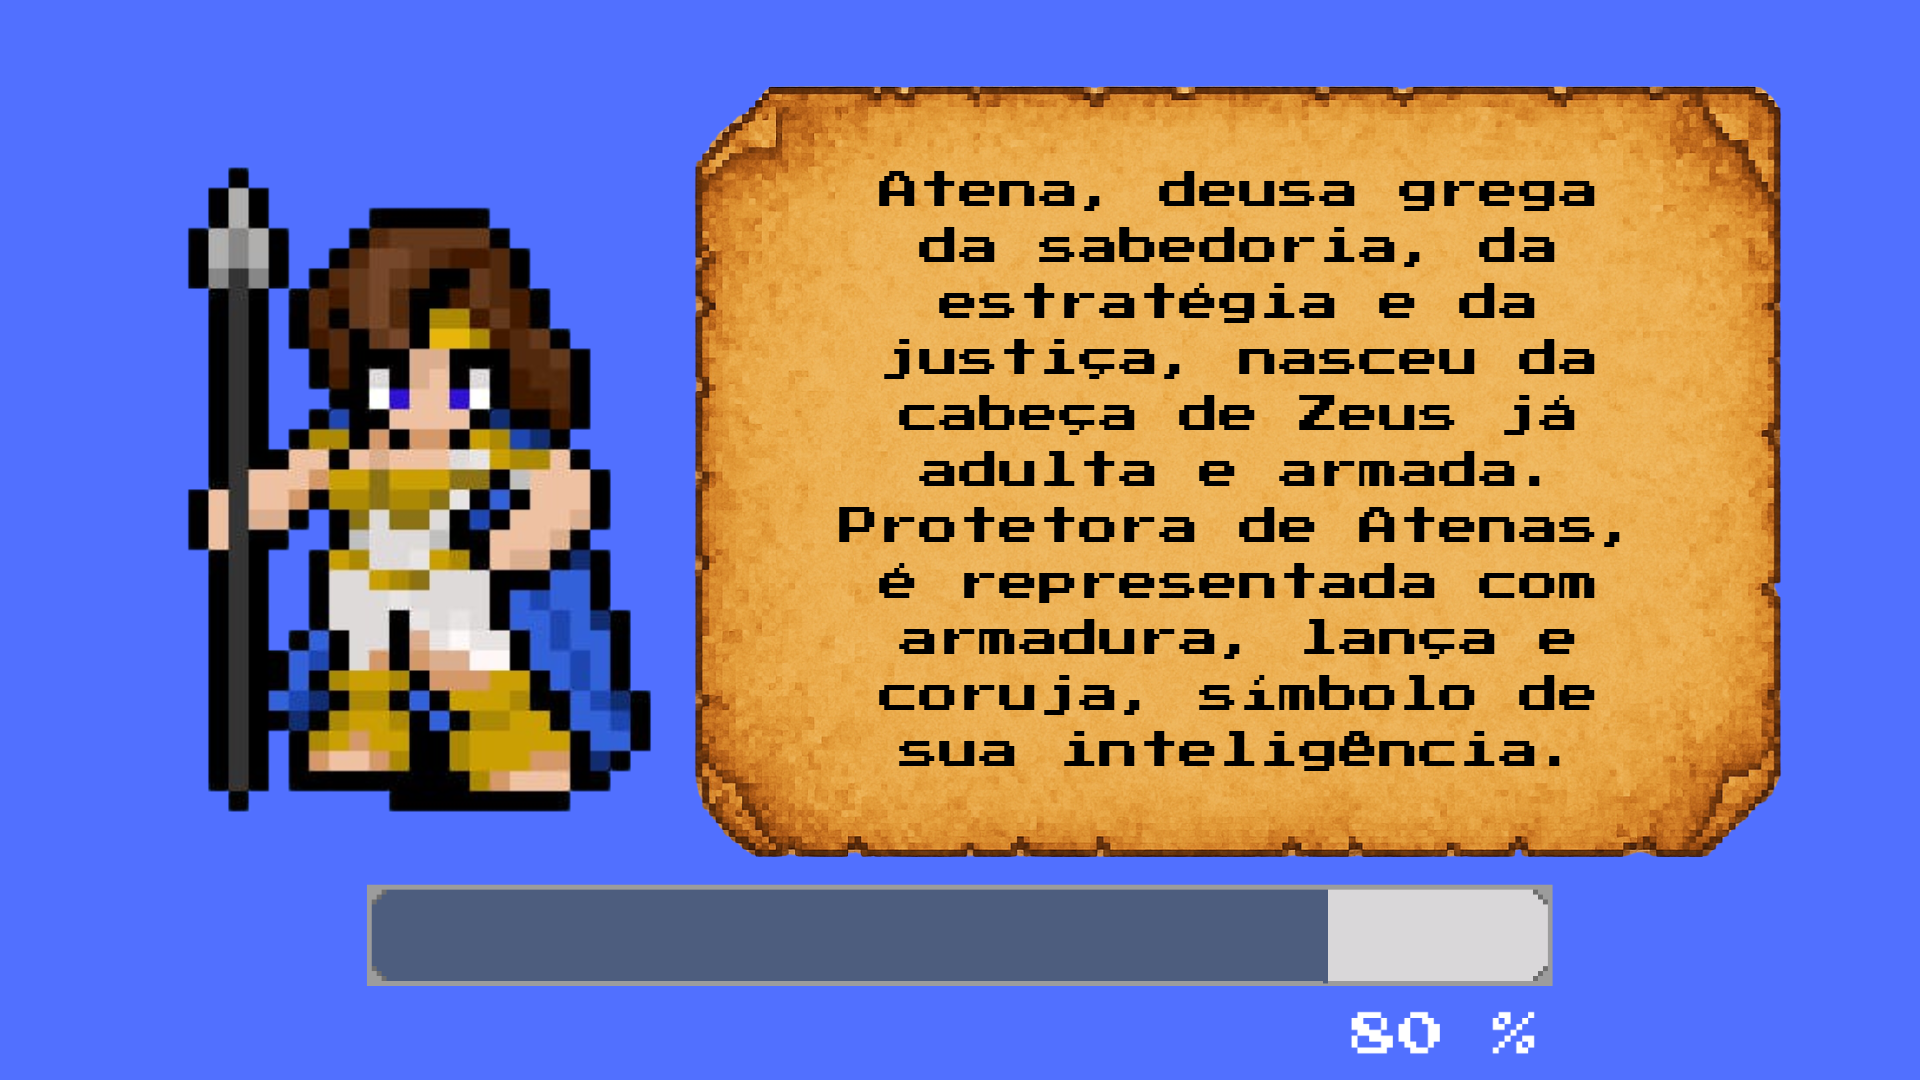 Atena, deusa grega
da sabedoria, da
estratégia e da
justiça, nasceu da
cabeça de Zeus já
adulta e armada.
Protetora de Atenas,
é representada com
armadura, lança e
coruja, símbolo de
sua inteligência.
80 %